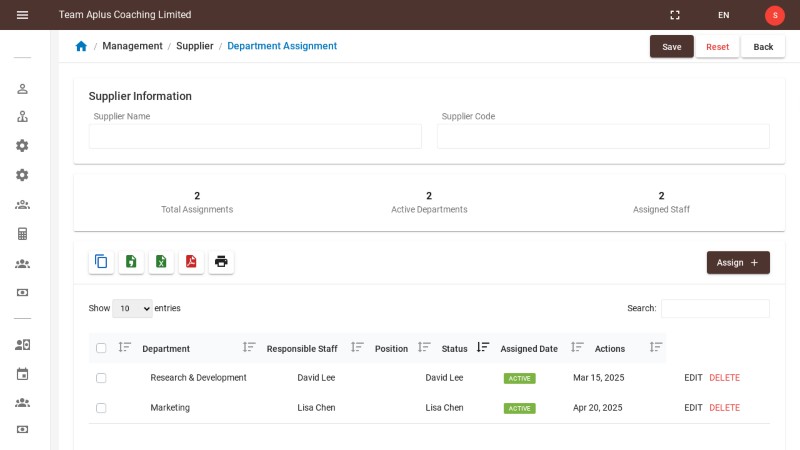 Team Aplus Coaching Limited
EN
S
/ Management / Supplier / Department Assignment
Save
Reset
Back
Supplier Information
Supplier Name
Supplier Code
2
Total Assignments
2
Active Departments
2
Assigned Staff
Assign +
Show 10 entries
Search:
Department Responsible Staff Position Status Assigned Date Actions
Research & Development David Lee David Lee ACTIVE Mar 15, 2025 EDIT DELETE
Marketing Lisa Chen Lisa Chen ACTIVE Apr 20, 2025 EDIT DELETE